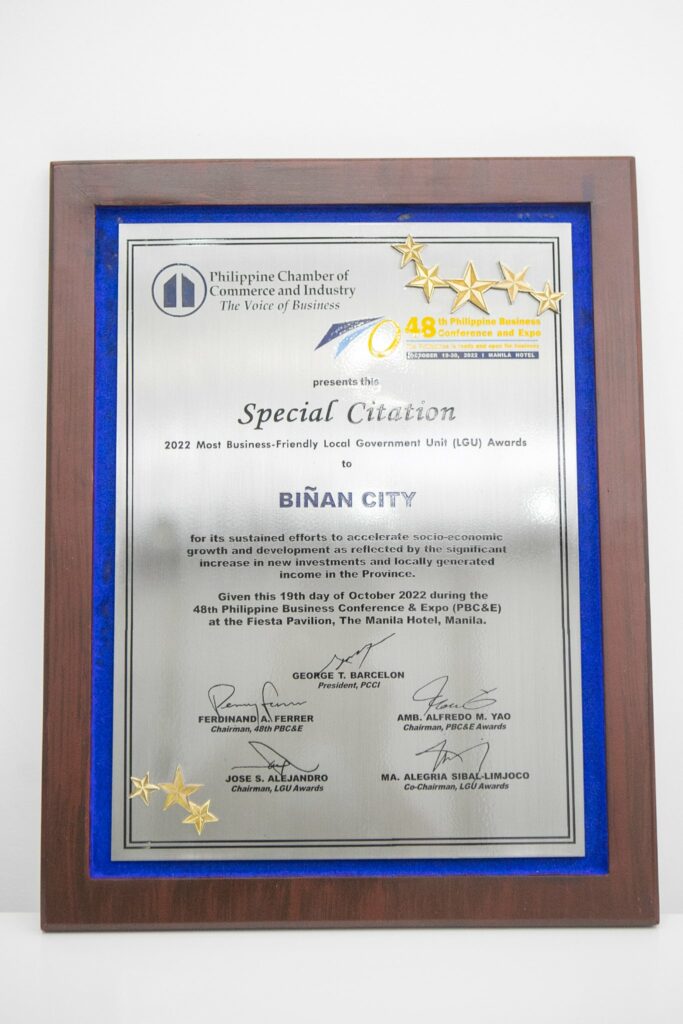 Philippine Chamber of
Commerce and Industry
The Voice of Business
48th Philippine Business
Conference and Expo
is ready and open for business
OCTOBER 19-20, 2022 | MANILA HOTEL
presents this
Special Citation
2022 Most Business-Friendly Local Government Unit (LGU) Awards
to
BIÑAN CITY
for its sustained efforts to accelerate socio-economic
growth and development as reflected by the significant
increase in new investments and locally generated
income in the Province.
Given this 19th day of October 2022 during the
48th Philippine Business Conference & Expo (PBC&E)
at the Fiesta Pavilion, The Manila Hotel, Manila.
GEORGE T. BARCELON
President, PCCI
FERDINAND A. FERRER
Chairman, 48th PBC&E
AMB. ALFREDO M. YAO
Chairman, PBC&E Awards
JOSE S. ALEJANDRO
Chairman, LGU Awards
MA. ALEGRIA SIBAL-LIMJOCO
Co-Chairman, LGU Awards